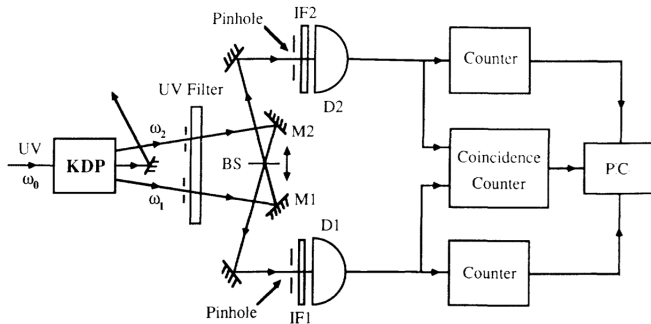 Pinhole
IF2
UV Filter
D2
Counter
UV
ω₀
KDP
ω₂
ω₁
M2
BS
M1
Coincidence
Counter
PC
D1
Counter
Pinhole
IF1